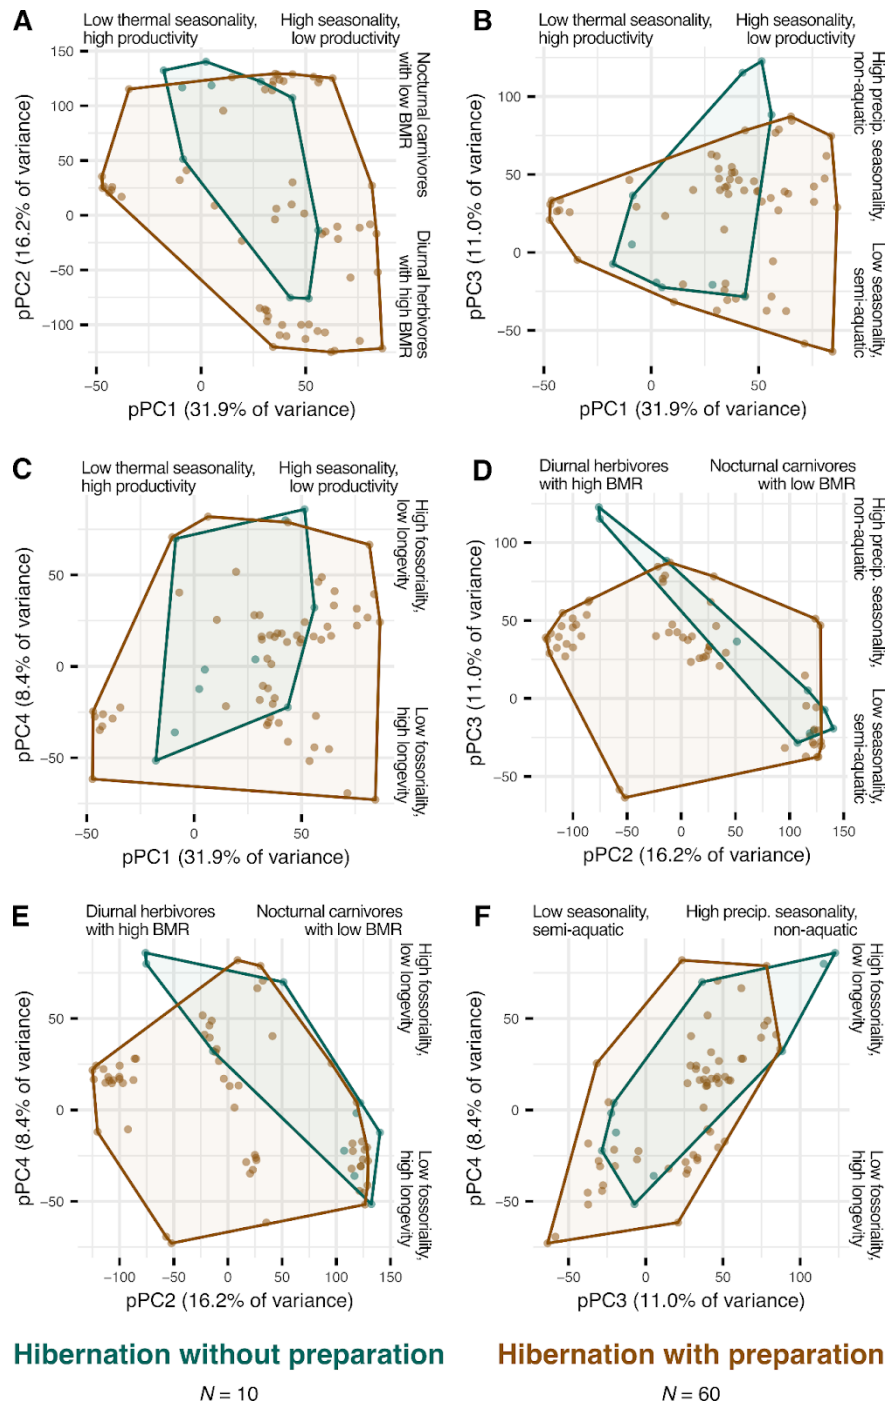 A
Low thermal seasonality,
high productivity
High seasonality,
low productivity
Nocturnal carnivores
with low BMR
Diurnal herbivores
with high BMR
150
100
50
0
−50
−100
pPC2 (16.2% of variance)
−50
0
50
pPC1 (31.9% of variance)
B
Low thermal seasonality,
high productivity
High seasonality,
low productivity
High precip. seasonality,
non-aquatic
Low seasonality,
semi-aquatic
100
50
0
−50
pPC3 (11.0% of variance)
−50
0
50
pPC1 (31.9% of variance)
C
Low thermal seasonality,
high productivity
High seasonality,
low productivity
High fossoriality,
low longevity
Low fossoriality,
high longevity
50
0
−50
pPC4 (8.4% of variance)
−50
0
50
pPC1 (31.9% of variance)
D
Diurnal herbivores
with high BMR
Nocturnal carnivores
with low BMR
High precip. seasonality,
non-aquatic
Low seasonality,
semi-aquatic
100
50
0
−50
pPC3 (11.0% of variance)
−100
−50
0
50
100
150
pPC2 (16.2% of variance)
E
Diurnal herbivores
with high BMR
Nocturnal carnivores
with low BMR
High fossoriality,
low longevity
Low fossoriality,
high longevity
50
0
−50
pPC4 (8.4% of variance)
−100
−50
0
50
100
150
pPC2 (16.2% of variance)
F
Low seasonality,
semi-aquatic
High precip. seasonality,
non-aquatic
High fossoriality,
low longevity
Low fossoriality,
high longevity
50
0
−50
pPC4 (8.4% of variance)
−50
0
50
100
pPC3 (11.0% of variance)
Hibernation without preparation
N = 10
Hibernation with preparation
N = 60